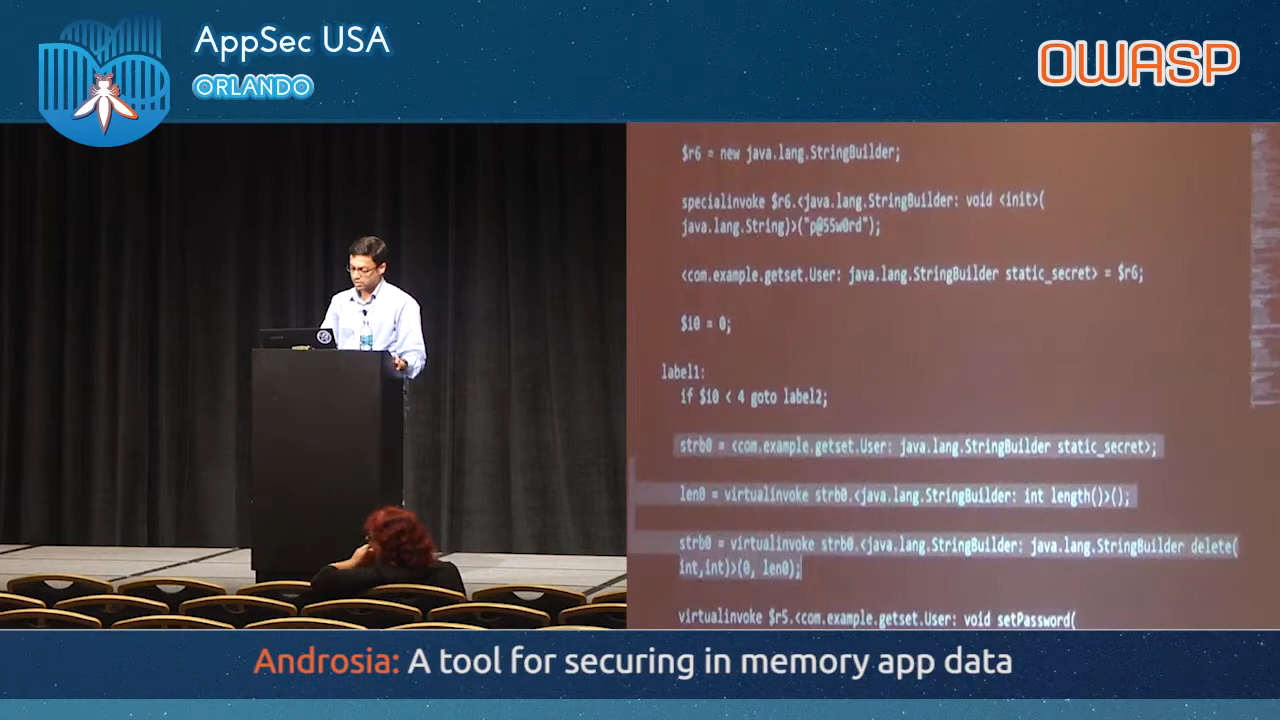 AppSec USA
ORLANDO
OWASP
$r6 = new java.lang.StringBuilder;
specialinvoke $r6.<java.lang.StringBuilder: void <init>(
java.lang.String)>("p@55w0rd");
<com.example.getset.User: java.lang.StringBuilder static_secret> = $r6;
$i0 = 0;
label1:
if $i0 < 4 goto label2;
strb0 = <com.example.getset.User: java.lang.StringBuilder static_secret>;
len0 = virtualinvoke strb0.<java.lang.StringBuilder: int length()>();
strb0 = virtualinvoke strb0.<java.lang.StringBuilder: java.lang.StringBuilder delete(
int,int)>(0, len0);
virtualinvoke $r5.<com.example.getset.User: void setPassword(
Androsia: A tool for securing in memory app data